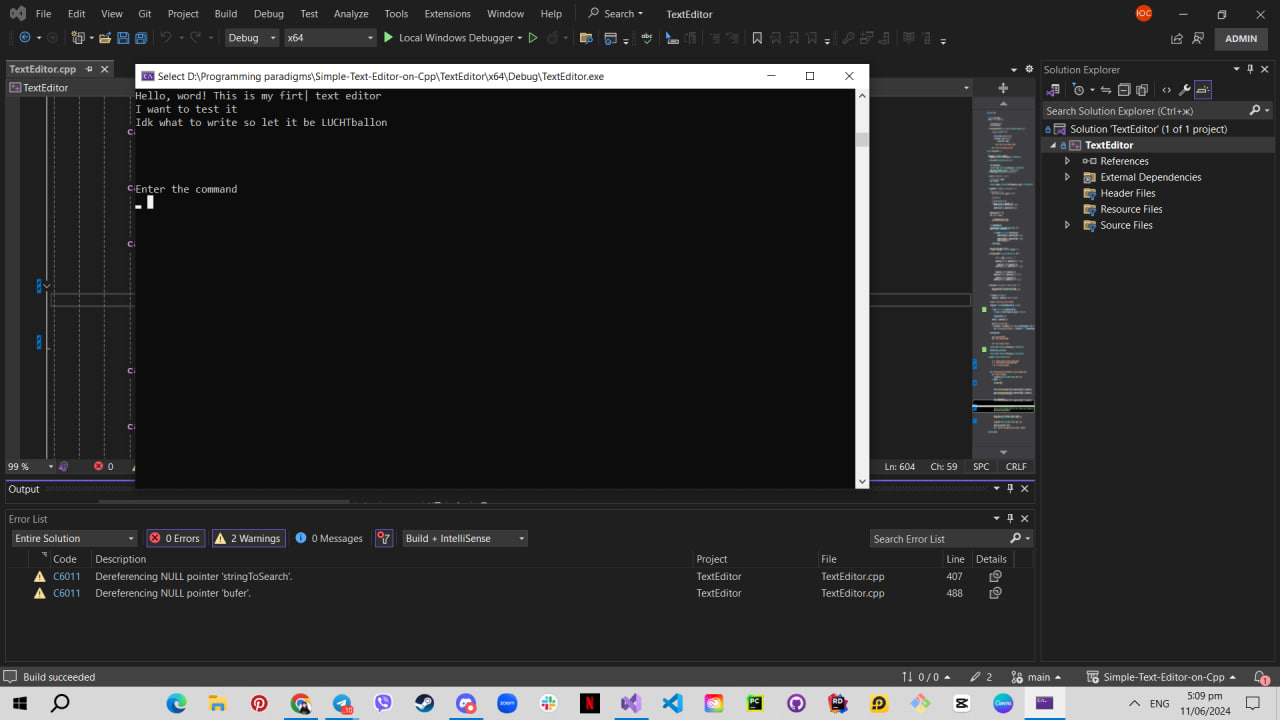 File Edit View Git Project Build Debug Test Analyze Tools Extensions Window Help Search TextEditor ЮС
Debug x64 Local Windows Debugger ADMIN
TextEditor.cpp
TextEditor
Select D:\Programming paradigms\Simple-Text-Editor-on-Cpp\TextEditor\x64\Debug\TextEditor.exe
Hello, word! This is my firt| text editor
I want to test it
Idk what to write so let it be LUCHTballon
Enter the command
Solution Explorer
Search Solution Explorer (Ctrl+ж)
Solution 'TextEditor' (1 of 1 project)
TextEditor
References
External Dependencies
Header Files
Resource Files
Source Files
99 % 0 Ln: 604 Ch: 59 SPC CRLF
Output
Error List
Entire Solution 0 Errors 2 Warnings 0 Messages Build + IntelliSense Search Error List
Code Description Project File Line Details
C6011 Dereferencing NULL pointer 'stringToSearch'. TextEditor TextEditor.cpp 407
C6011 Dereferencing NULL pointer 'bufer'. TextEditor TextEditor.cpp 488
Build succeeded 0 / 0 2 main Simple-Text-Editor-on-Cpp 1
zoom N PC RD Canva ENG 5:09 pm
11/06/2024